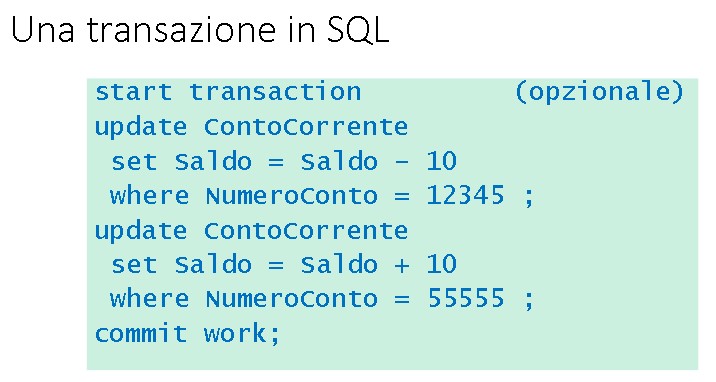 Una transazione in SQL
start transaction (opzionale)
update ContoCorrente
set Saldo = Saldo – 10
where NumeroConto = 12345 ;
update ContoCorrente
set Saldo = Saldo + 10
where NumeroConto = 55555 ;
commit work;